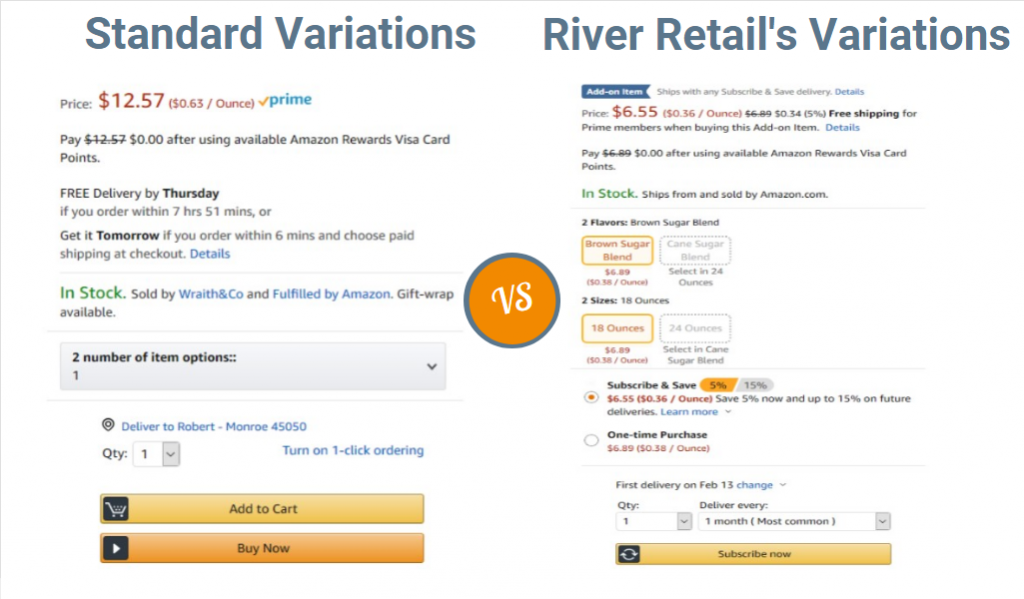 Standard Variations
Price: $12.57 ($0.63 / Ounce) prime
Pay $12.57 $0.00 after using available Amazon Rewards Visa Card
Points.
FREE Delivery by Thursday
if you order within 7 hrs 51 mins, or
Get it Tomorrow if you order within 6 mins and choose paid
shipping at checkout. Details
In Stock. Sold by Wraith&Co and Fulfilled by Amazon. Gift-wrap
available.
2 number of item options::
1
Deliver to Robert - Monroe 45050
Qty: 1
Turn on 1-click ordering
Add to Cart
Buy Now
VS
River Retail's Variations
Add-on Item Ships with any Subscribe & Save delivery. Details
Price: $6.55 ($0.36 / Ounce) $6.89 $0.34 (5%) Free shipping for
Prime members when buying this Add-on Item. Details
Pay $6.89 $0.00 after using available Amazon Rewards Visa Card
Points.
In Stock. Ships from and sold by Amazon.com.
2 Flavors: Brown Sugar Blend
Brown Sugar
Blend
$6.89
($0.38 / Ounce)
Cane Sugar
Blend
Select in 24
Ounces
2 Sizes: 18 Ounces
18 Ounces
$6.89
($0.38 / Ounce)
24 Ounces
Select in Cane
Sugar Blend
Subscribe & Save 5% 15%
$6.55 ($0.36 / Ounce) Save 5% now and up to 15% on future
deliveries. Learn more
One-time Purchase
$6.89 ($0.38 / Ounce)
First delivery on Feb 13 change
Qty:
1
Deliver every:
1 month ( Most common )
Subscribe now